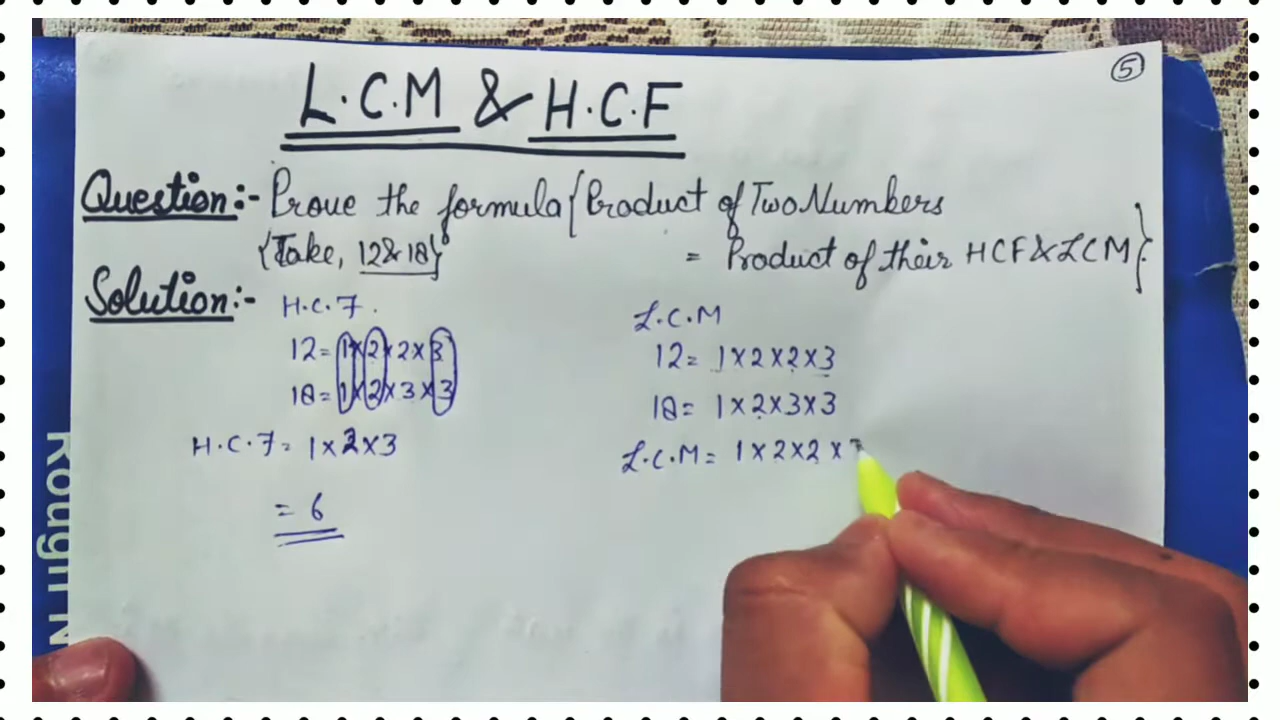 5
L.C.M & H.C.F
Question:- Prove the formula {Product of Two Numbers
{Take, 12 & 18} = Product of their HCF & LCM}
Solution:-
H.C.F.
12 = 1×2×2×3
18 = 1×2×3×3
H.C.F = 1×2×3
= 6
L.C.M
12 = 1×2×2×3
18 = 1×2×3×3
L.C.M = 1×2×2×
Rough N